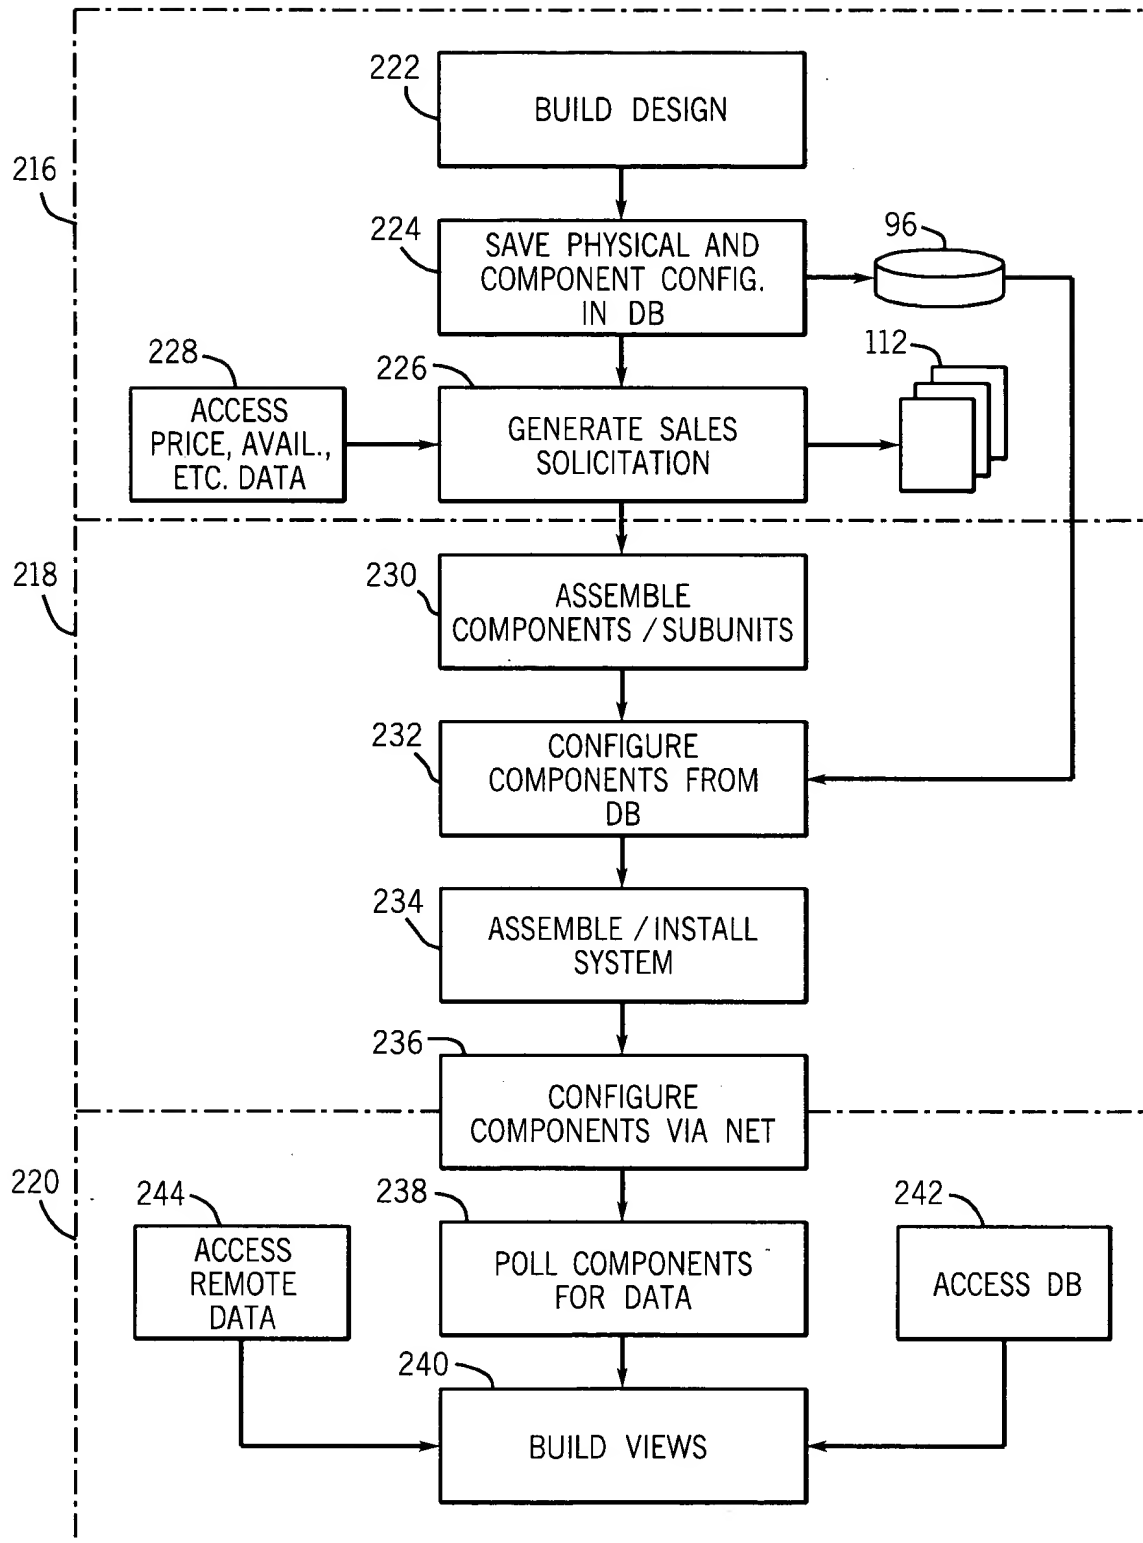 222
BUILD DESIGN
216
224
SAVE PHYSICAL AND
COMPONENT CONFIG.
IN DB
96
228
ACCESS
PRICE, AVAIL.,
ETC. DATA
226
GENERATE SALES
SOLICITATION
112
218
230
ASSEMBLE
COMPONENTS / SUBUNITS
232
CONFIGURE
COMPONENTS FROM
DB
234
ASSEMBLE / INSTALL
SYSTEM
236
CONFIGURE
COMPONENTS VIA NET
220
244
ACCESS
REMOTE
DATA
238
POLL COMPONENTS
FOR DATA
242
ACCESS DB
240
BUILD VIEWS